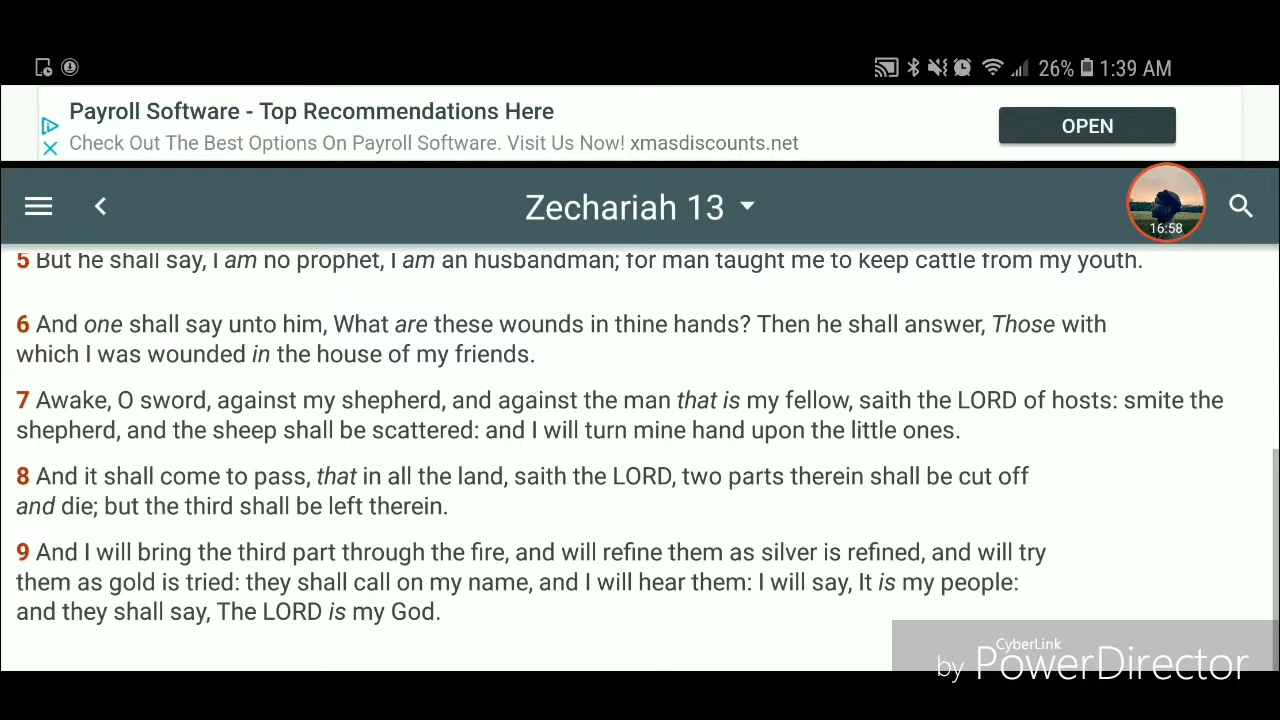 26% 1:39 AM
Payroll Software - Top Recommendations Here
Check Out The Best Options On Payroll Software. Visit Us Now! xmasdiscounts.net
OPEN
Zechariah 13
16:58
5 But he shall say, I am no prophet, I am an husbandman; for man taught me to keep cattle from my youth.
6 And one shall say unto him, What are these wounds in thine hands? Then he shall answer, Those with
which I was wounded in the house of my friends.
7 Awake, O sword, against my shepherd, and against the man that is my fellow, saith the LORD of hosts: smite the
shepherd, and the sheep shall be scattered: and I will turn mine hand upon the little ones.
8 And it shall come to pass, that in all the land, saith the LORD, two parts therein shall be cut off
and die; but the third shall be left therein.
9 And I will bring the third part through the fire, and will refine them as silver is refined, and will try
them as gold is tried: they shall call on my name, and I will hear them: I will say, It is my people:
and they shall say, The LORD is my God.
CyberLink
by PowerDirector